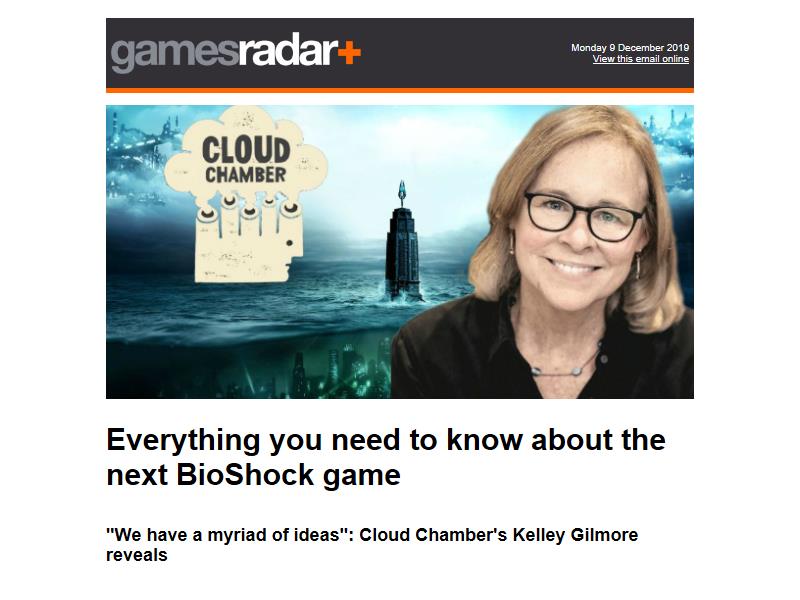 gamesradar+
Monday 9 December 2019
View this email online
CLOUD
CHAMBER
Everything you need to know about the
next BioShock game
"We have a myriad of ideas": Cloud Chamber's Kelley Gilmore
reveals